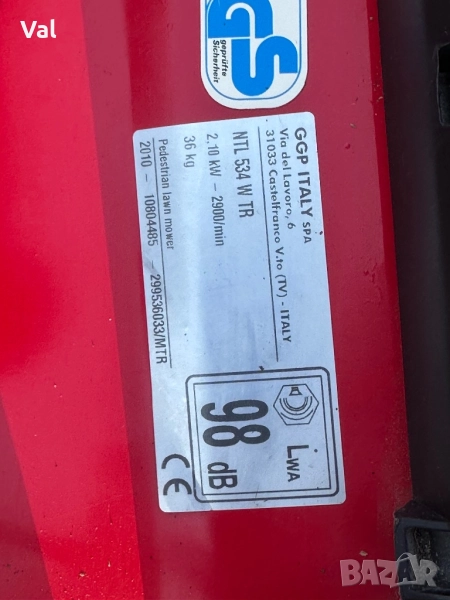 Val
GS
geprüfte
Sicherheit
GGP ITALY SPA
Via del Lavoro, 6
31033 Castelfranco V.to (TV) - ITALY
NTL 534 W TR
2,10 kW – 2900/min
36 kg
Pedestrian lawn mower
2010 - 10804485 299536033/MTR
LWA
98 dB
CE
BAZAR